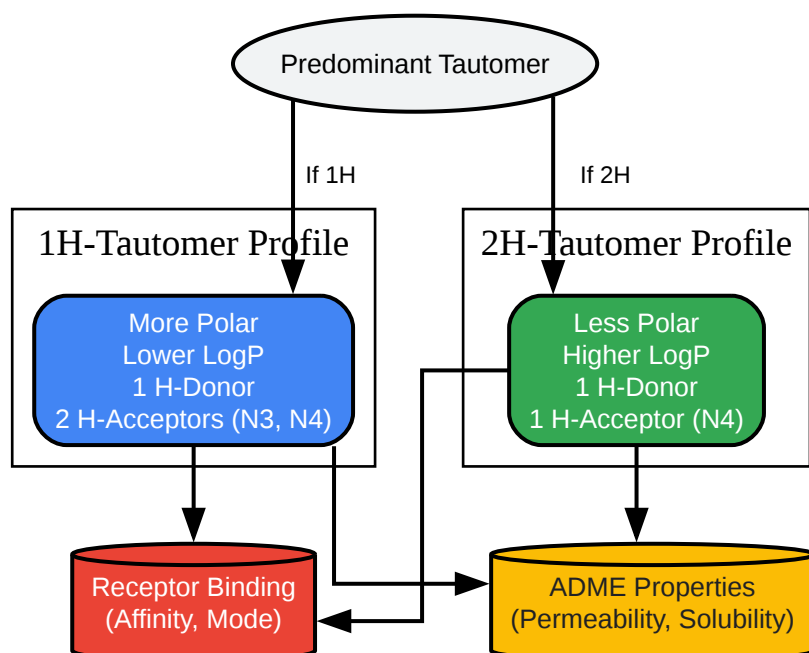 Predominant Tautomer
If 1H
If 2H
1H-Tautomer Profile
2H-Tautomer Profile
More Polar
Lower LogP
1 H-Donor
2 H-Acceptors (N3, N4)
Less Polar
Higher LogP
1 H-Donor
1 H-Acceptor (N4)
Receptor Binding
(Affinity, Mode)
ADME Properties
(Permeability, Solubility)